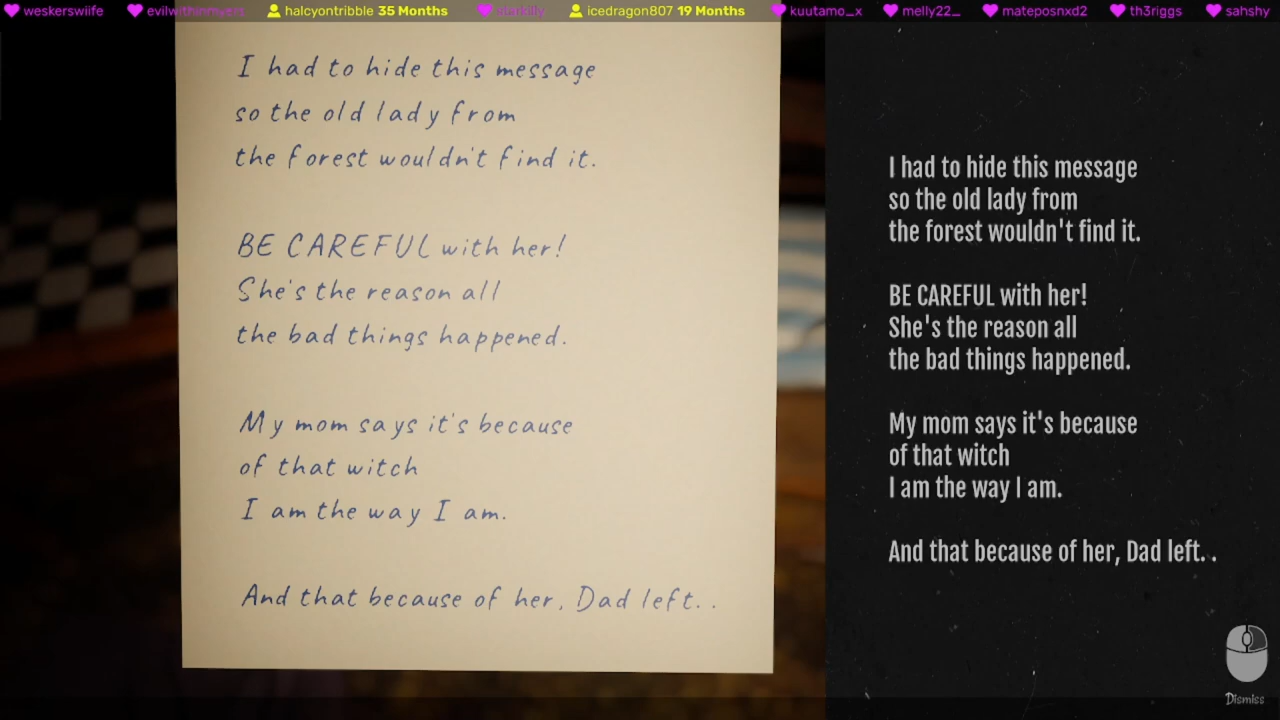 weskerswiife evilwithinmyert halcyontribble 35 Months starkilly icedragon807 19 Months kuutamo_x melly22_ mateposnxd2 th3riggs sahshy
I had to hide this message
so the old lady from
the forest wouldn't find it.
BE CAREFUL with her!
She's the reason all
the bad things happened.
My mom says it's because
of that witch
I am the way I am.
And that because of her, Dad left. .
I had to hide this message
so the old lady from
the forest wouldn't find it.
BE CAREFUL with her!
She's the reason all
the bad things happened.
My mom says it's because
of that witch
I am the way I am.
And that because of her, Dad left. .
Dismiss